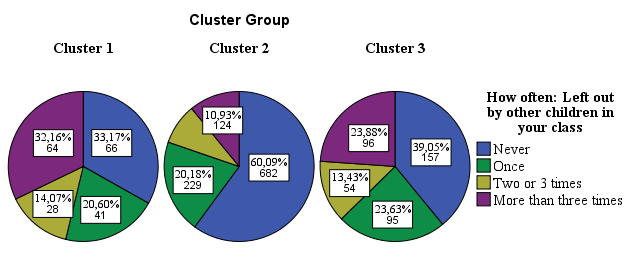 Cluster Group
Cluster 1
Cluster 2
Cluster 3
32,16%
64
33,17%
66
14,07%
28
20,60%
41
10,93%
124
60,09%
682
20,18%
229
23,88%
96
39,05%
157
13,43%
54
23,63%
95
How often: Left out
by other children in
your class
Never
Once
Two or 3 times
More than three times